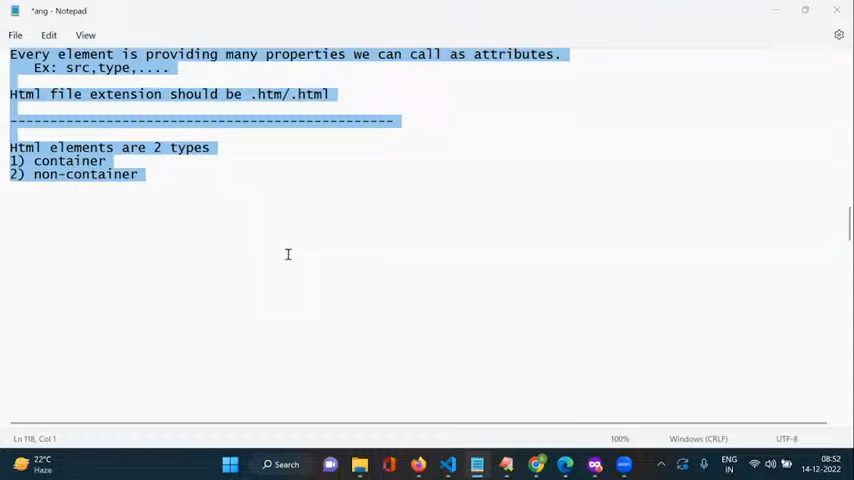 *ang - Notepad
File Edit View
Every element is providing many properties we can call as attributes.
Ex: src,type,....
Html file extension should be .htm/.html
------------------------------------------------
Html elements are 2 types
1) container
2) non-container
Ln 118, Col 1
100%
Windows (CRLF)
UTF-8
22°C
Haze
Search
ENG
IN
08:52
14-12-2022